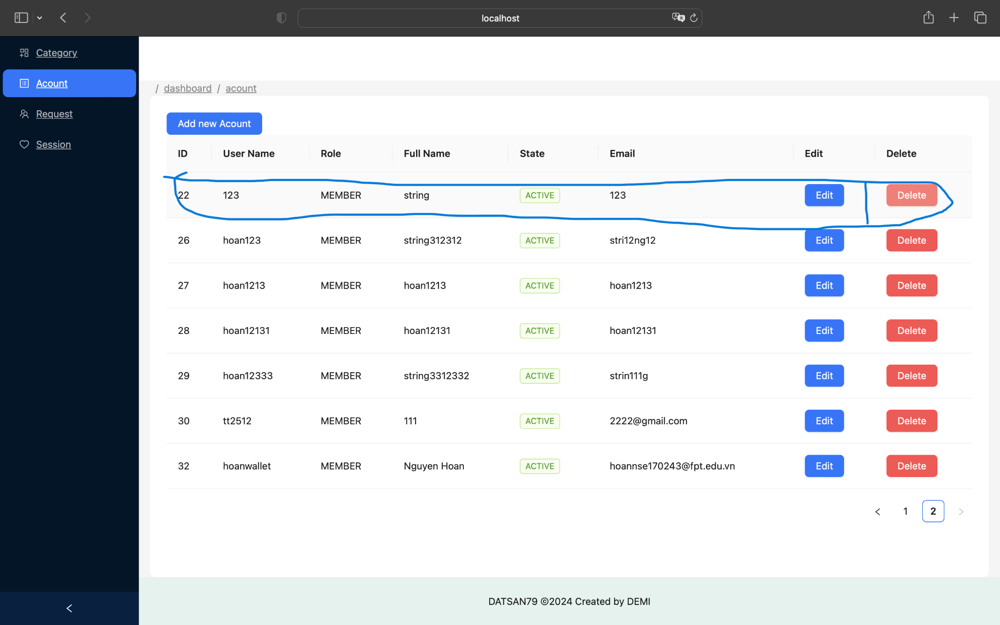 localhost
Category
Acount
Request
Session
/ dashboard / acount
Add new Acount
ID User Name Role Full Name State Email Edit Delete
22 123 MEMBER string ACTIVE 123 Edit Delete
26 hoan123 MEMBER string312312 ACTIVE stri12ng12 Edit Delete
27 hoan1213 MEMBER hoan1213 ACTIVE hoan1213 Edit Delete
28 hoan12131 MEMBER hoan12131 ACTIVE hoan12131 Edit Delete
29 hoan12333 MEMBER string3312332 ACTIVE strin111g Edit Delete
30 tt2512 MEMBER 111 ACTIVE 2222@gmail.com Edit Delete
32 hoanwallet MEMBER Nguyen Hoan ACTIVE hoannse170243@fpt.edu.vn Edit Delete
< 1 2 >
DATSAN79 ©2024 Created by DEMI